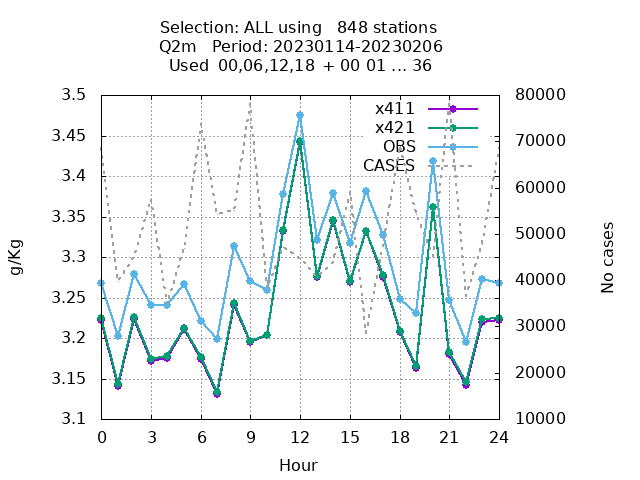 Selection: ALL using   848 stations
Q2m   Period: 20230114-20230206
Used  00,06,12,18 + 00 01 ... 36
3.5
3.45
3.4
3.35
3.3
3.25
3.2
3.15
3.1
g/Kg
x411
x421
OBS
CASES
80000
70000
60000
50000
40000
30000
20000
10000
No cases
0 3 6 9 12 15 18 21 24
Hour